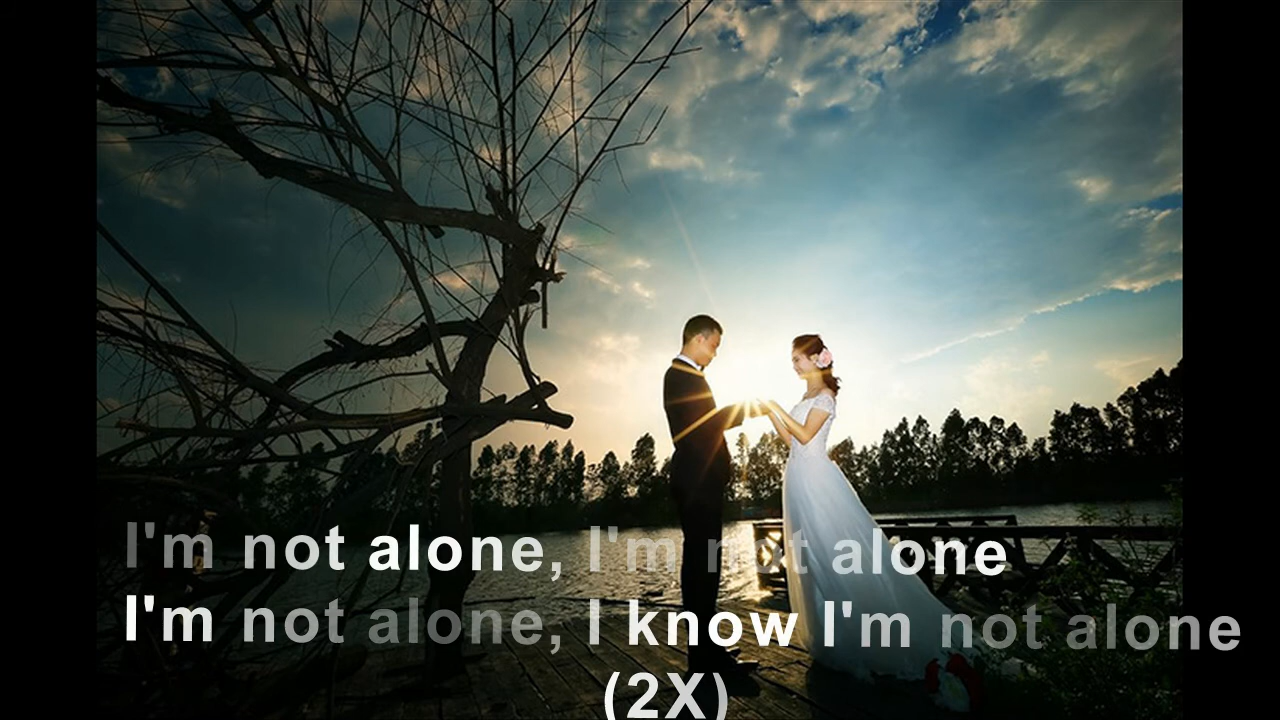 I'm not alone, I'm not alone
I'm not alone, I know I'm not alone
(2X)